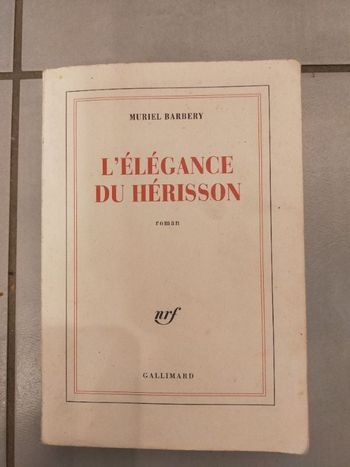 MURIEL BARBERY
L'ÉLÉGANCE
DU HÉRISSON
roman
nrf
GALLIMARD